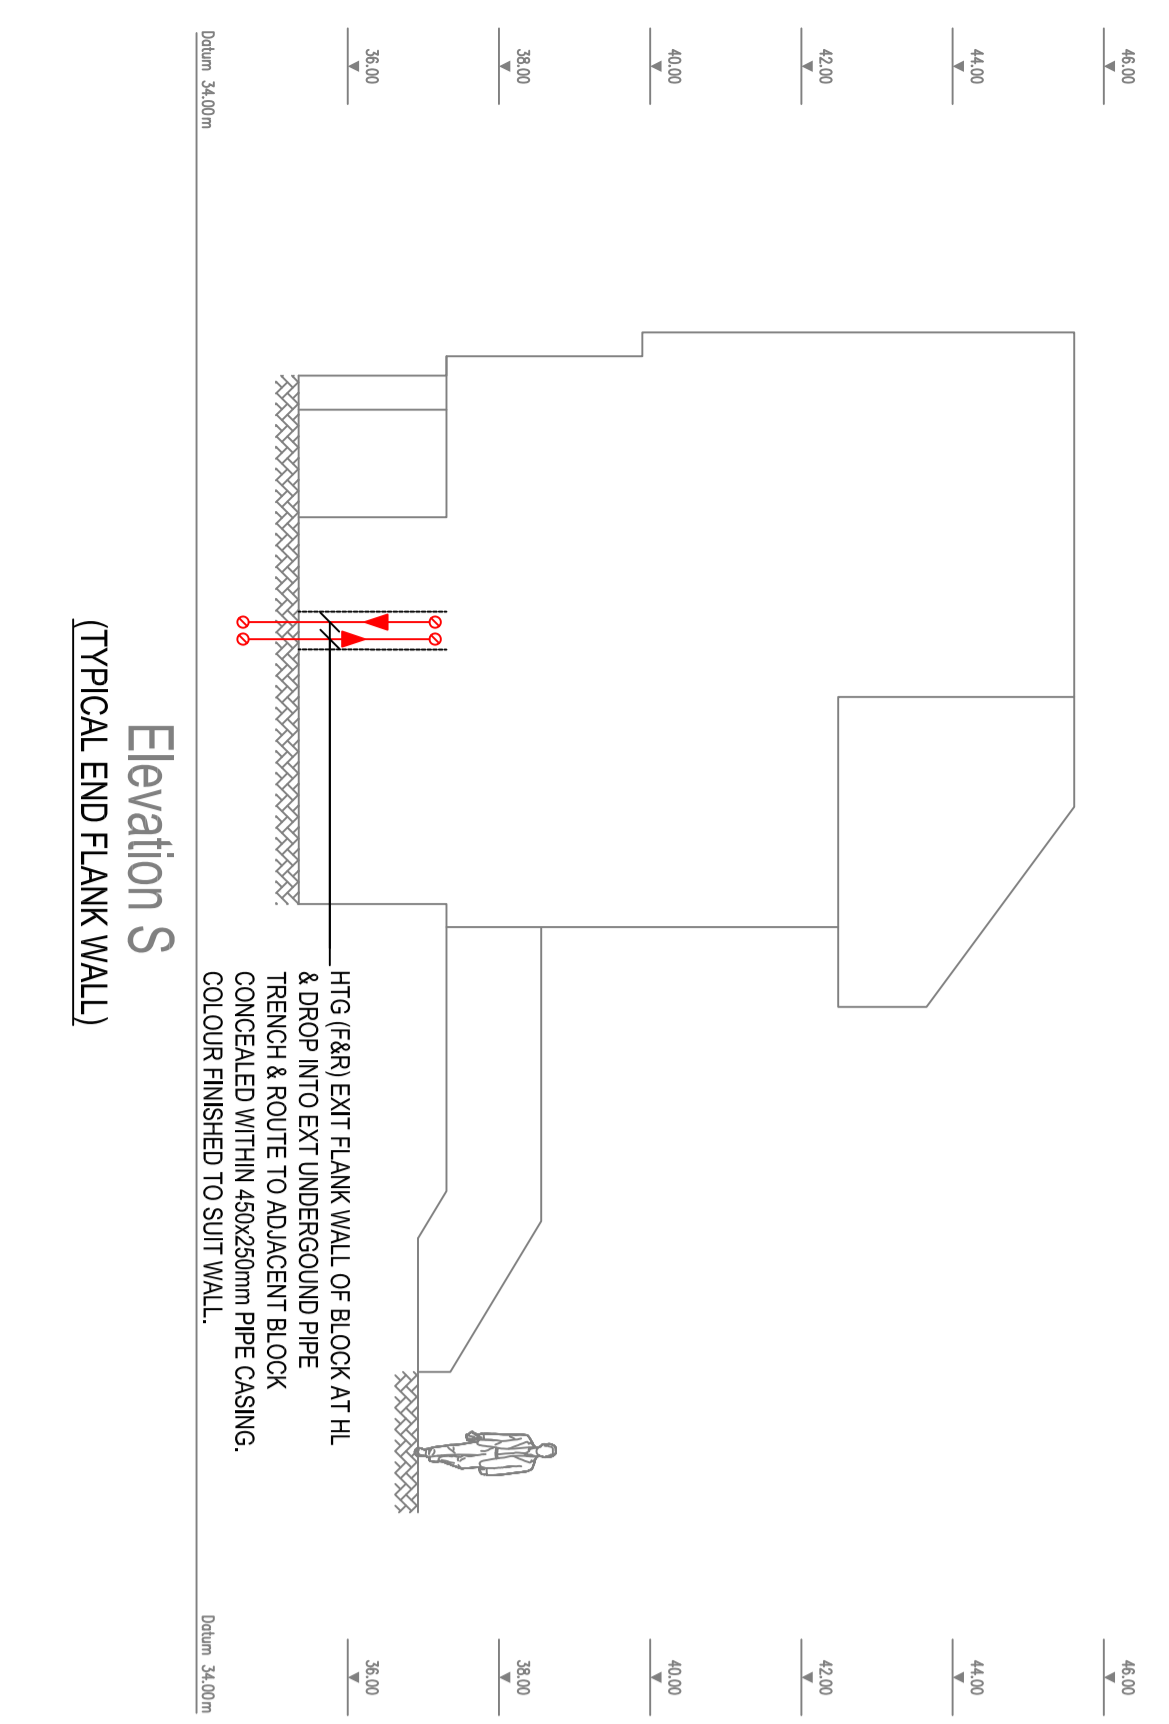 46.00
46.00
44.00
44.00
42.00
42.00
40.00
40.00
38.00
38.00
36.00
36.00
HTG (F&R) EXIT FLANK WALL OF BLOCK AT HL
& DROP INTO EXT UNDERGOUND PIPE
TRENCH & ROUTE TO ADJACENT BLOCK
CONCEALED WITHIN 450x250mm PIPE CASING.
COLOUR FINISHED TO SUIT WALL.
Datum 34.00m
Datum 34.00m
Elevation S
(TYPICAL END FLANK WALL)